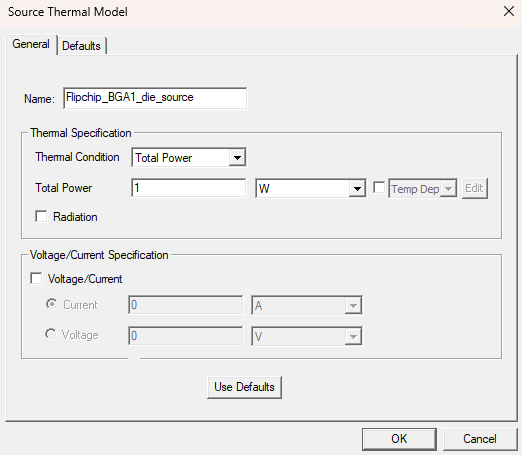 Source Thermal Model
General Defaults
Name: Flipchip_BGA1_die_source
Thermal Specification
Thermal Condition Total Power
Total Power 1 W Temp Dep Edit
Radiation
Voltage/Current Specification
Voltage/Current
Current 0 A
Voltage 0 V
Use Defaults
OK Cancel